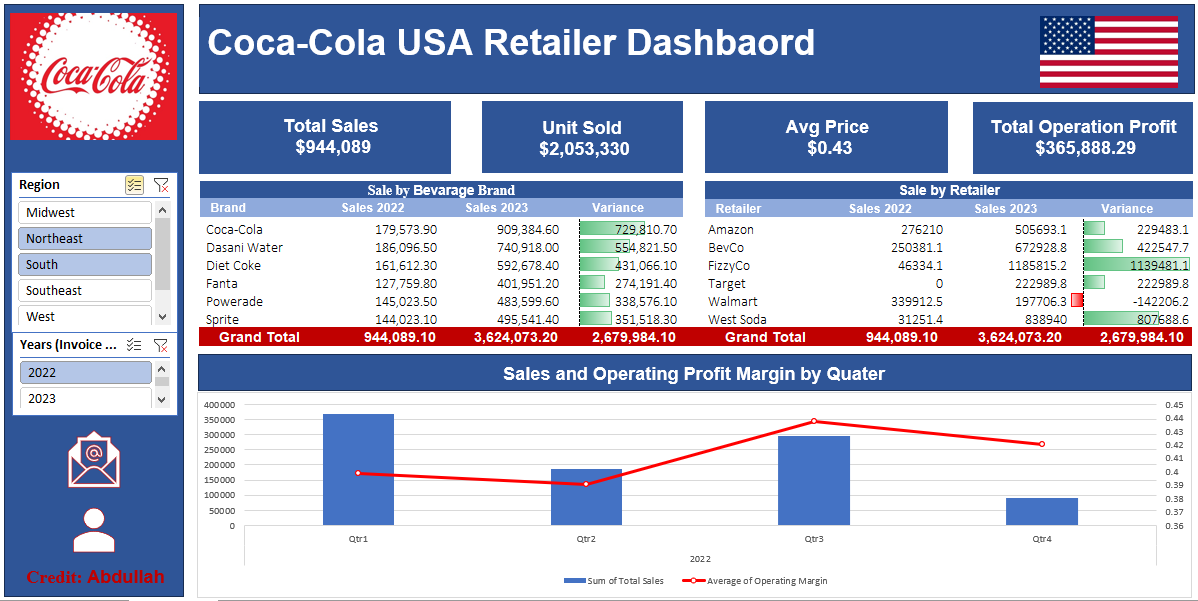 Coca-Cola
Coca-Cola USA Retailer Dashbaord
Total Sales
$944,089
Unit Sold
$2,053,330
Avg Price
$0.43
Total Operation Profit
$365,888.29
Region
Midwest
Northeast
South
Southeast
West
Years (Invoice ...
2022
2023
@
Credit: Abdullah
Sale by Bevarage Brand
Brand Sales 2022 Sales 2023 Variance
Coca-Cola 179,573.90 909,384.60 729,810.70
Dasani Water 186,096.50 740,918.00 554,821.50
Diet Coke 161,612.30 592,678.40 431,066.10
Fanta 127,759.80 401,951.20 274,191.40
Powerade 145,023.50 483,599.60 338,576.10
Sprite 144,023.10 495,541.40 351,518.30
Grand Total 944,089.10 3,624,073.20 2,679,984.10
Sale by Retailer
Retailer Sales 2022 Sales 2023 Variance
Amazon 276210 505693.1 229483.1
BevCo 250381.1 672928.8 422547.7
FizzyCo 46334.1 1185815.2 1139481.1
Target 0 222989.8 222989.8
Walmart 339912.5 197706.3 -142206.2
West Soda 31251.4 838940 807688.6
Grand Total 944,089.10 3,624,073.20 2,679,984.10
Sales and Operating Profit Margin by Quater
400000
350000
300000
250000
200000
150000
100000
50000
0
0.45
0.44
0.43
0.42
0.41
0.4
0.39
0.38
0.37
0.36
Qtr1 Qtr2 Qtr3 Qtr4
2022
Sum of Total Sales Average of Operating Margin